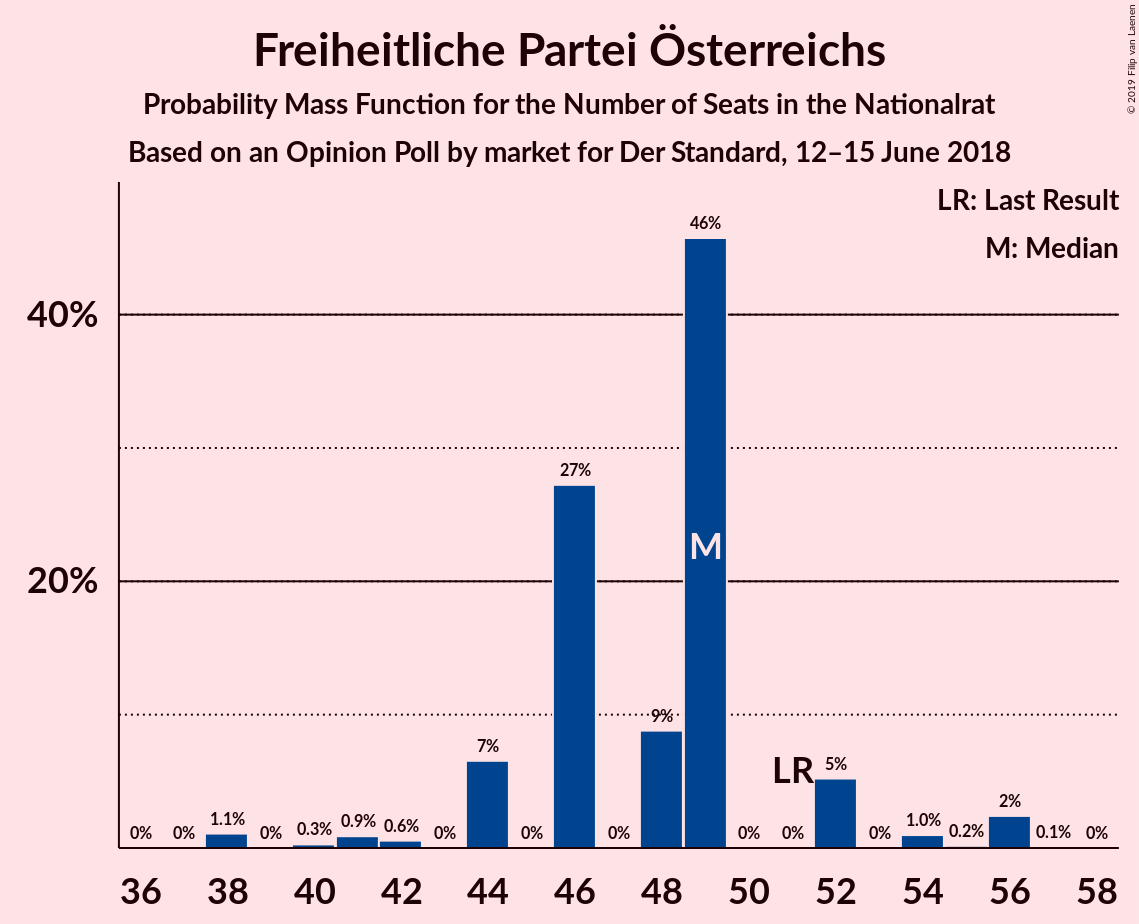 © 2019 Filip van Laenen
Freiheitliche Partei Österreichs
Probability Mass Function for the Number of Seats in the Nationalrat
Based on an Opinion Poll by market for Der Standard, 12–15 June 2018
LR: Last Result
M: Median
40%
20%
0% 0% 1.1% 0% 0.3% 0.9% 0.6% 0% 7% 0% 27% 0% 9% 46% 0% 0% 5% 0% 1.0% 0.2% 2% 0.1% 0%
M
LR
36 38 40 42 44 46 48 50 52 54 56 58